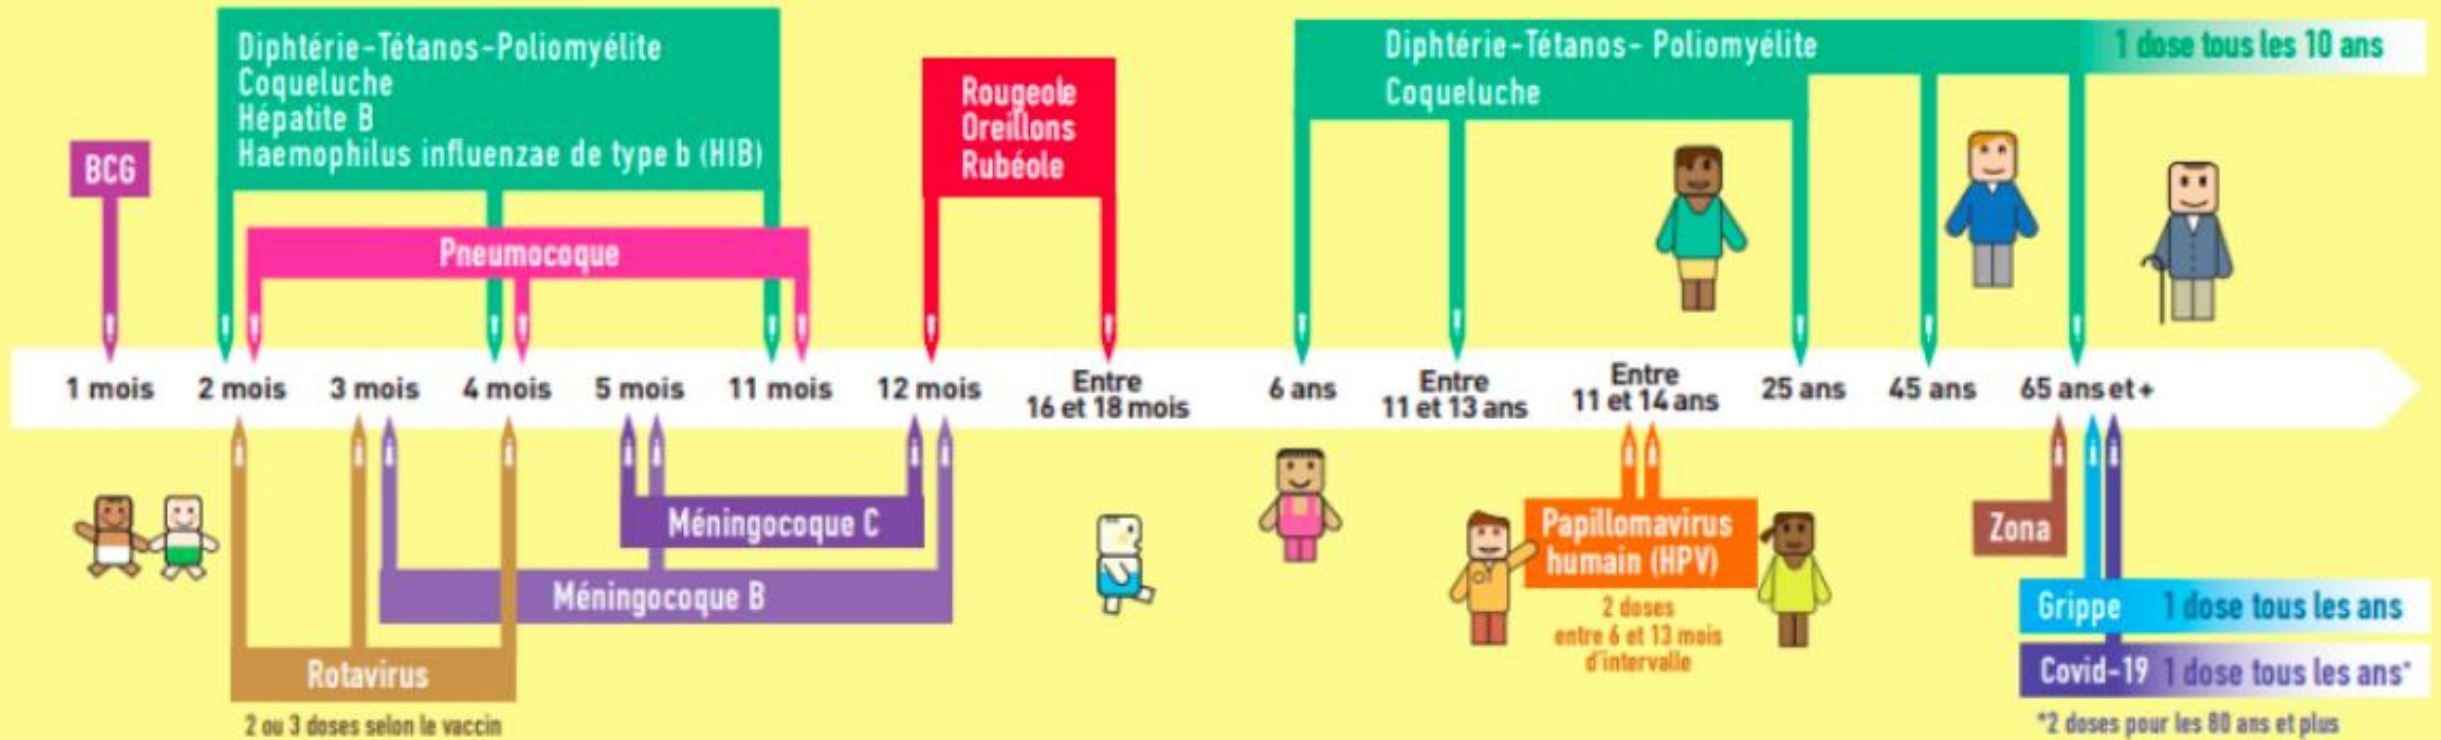 BCG
Diphtérie-Tétanos-Poliomyélite
Coqueluche
Hépatite B
Haemophilus influenzae de type b (HIB)
Pneumocoque
Rougeole
Oreillons
Rubéole
Diphtérie-Tétanos- Poliomyélite
Coqueluche
1 dose tous les 10 ans
1 mois
2 mois
3 mois
4 mois
5 mois
11 mois
12 mois
Entre
16 et 18 mois
6 ans
Entre
11 et 13 ans
Entre
11 et 14 ans
25 ans
45 ans
65 ans et +
Méningocoque C
Méningocoque B
Rotavirus
2 ou 3 doses selon le vaccin
Papillomavirus
humain (HPV)
2 doses
entre 6 et 13 mois
d'intervalle
Zona
Grippe 1 dose tous les ans
Covid-19 1 dose tous les ans*
*2 doses pour les 80 ans et plus